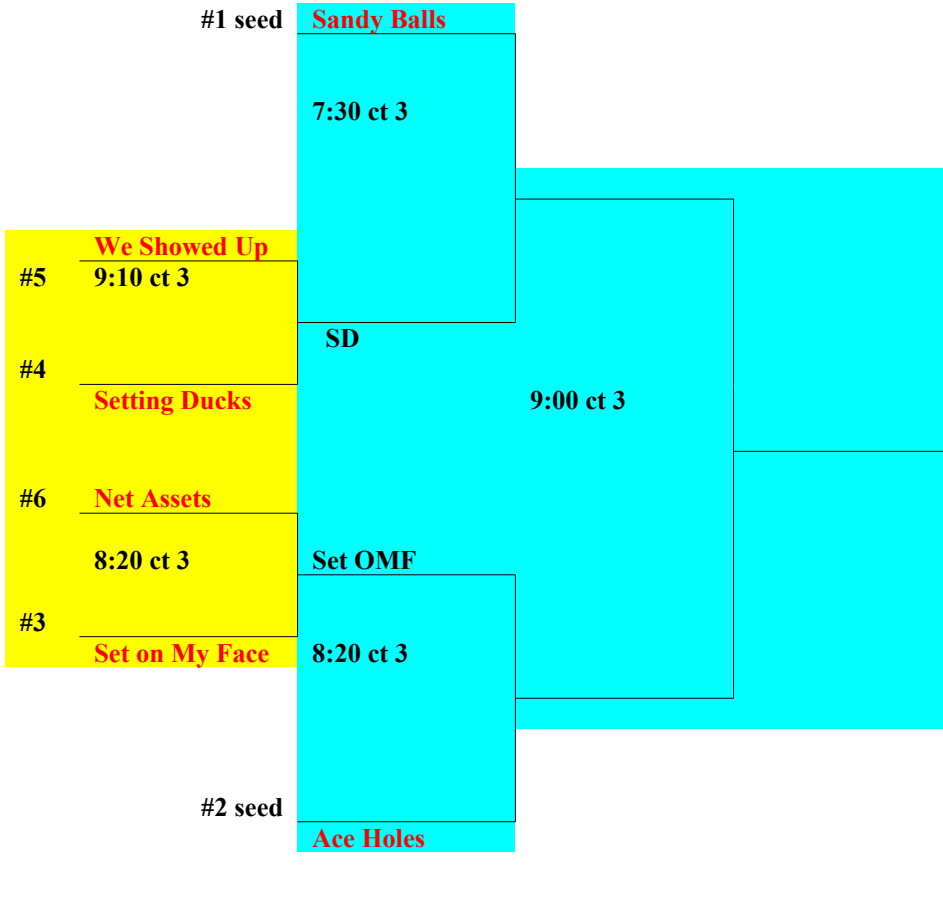 #1 seed Sandy Balls
7:30 ct 3
We Showed Up
#5 9:10 ct 3
SD
#4
Setting Ducks 9:00 ct 3
#6 Net Assets
8:20 ct 3 Set OMF
#3
Set on My Face 8:20 ct 3
#2 seed
Ace Holes